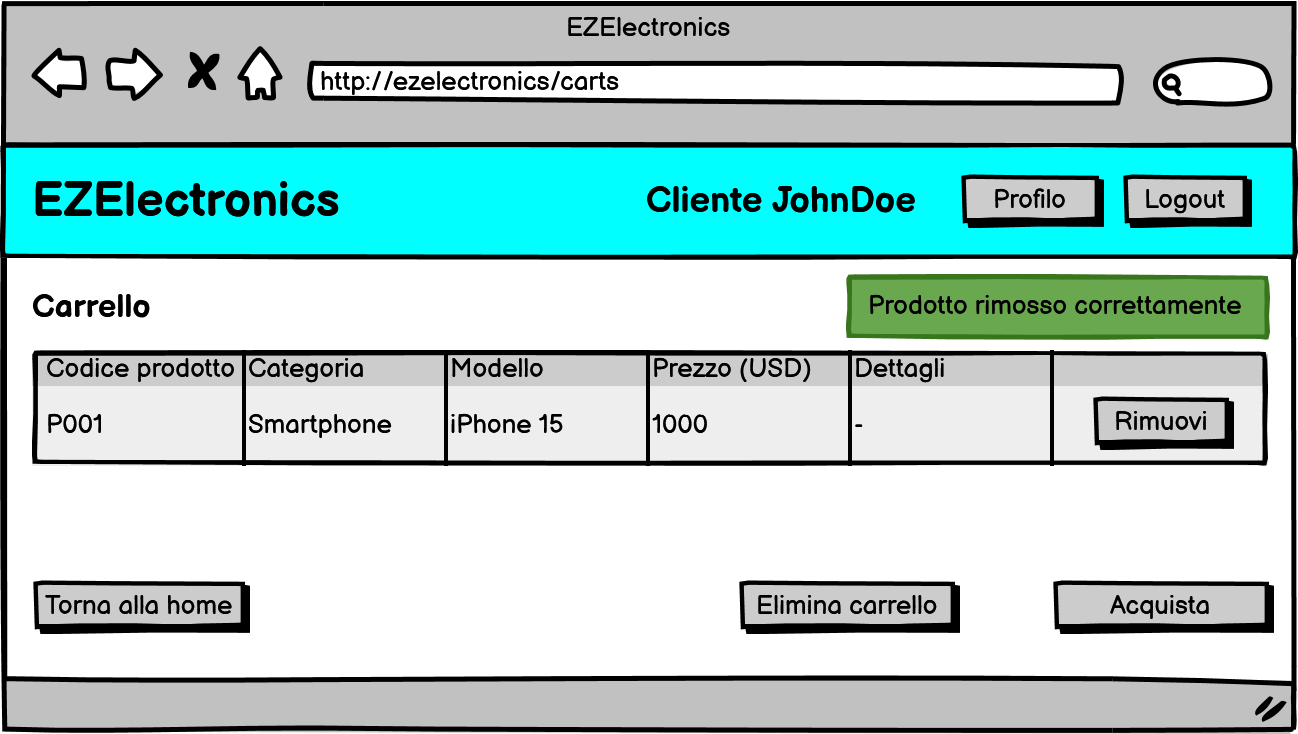 EZElectronics
http://ezelectronics/carts
EZElectronics Cliente JohnDoe Profilo Logout
Carrello Prodotto rimosso correttamente
Codice prodotto Categoria Modello Prezzo (USD) Dettagli
P001 Smartphone iPhone 15 1000 - Rimuovi
Torna alla home Elimina carrello Acquista